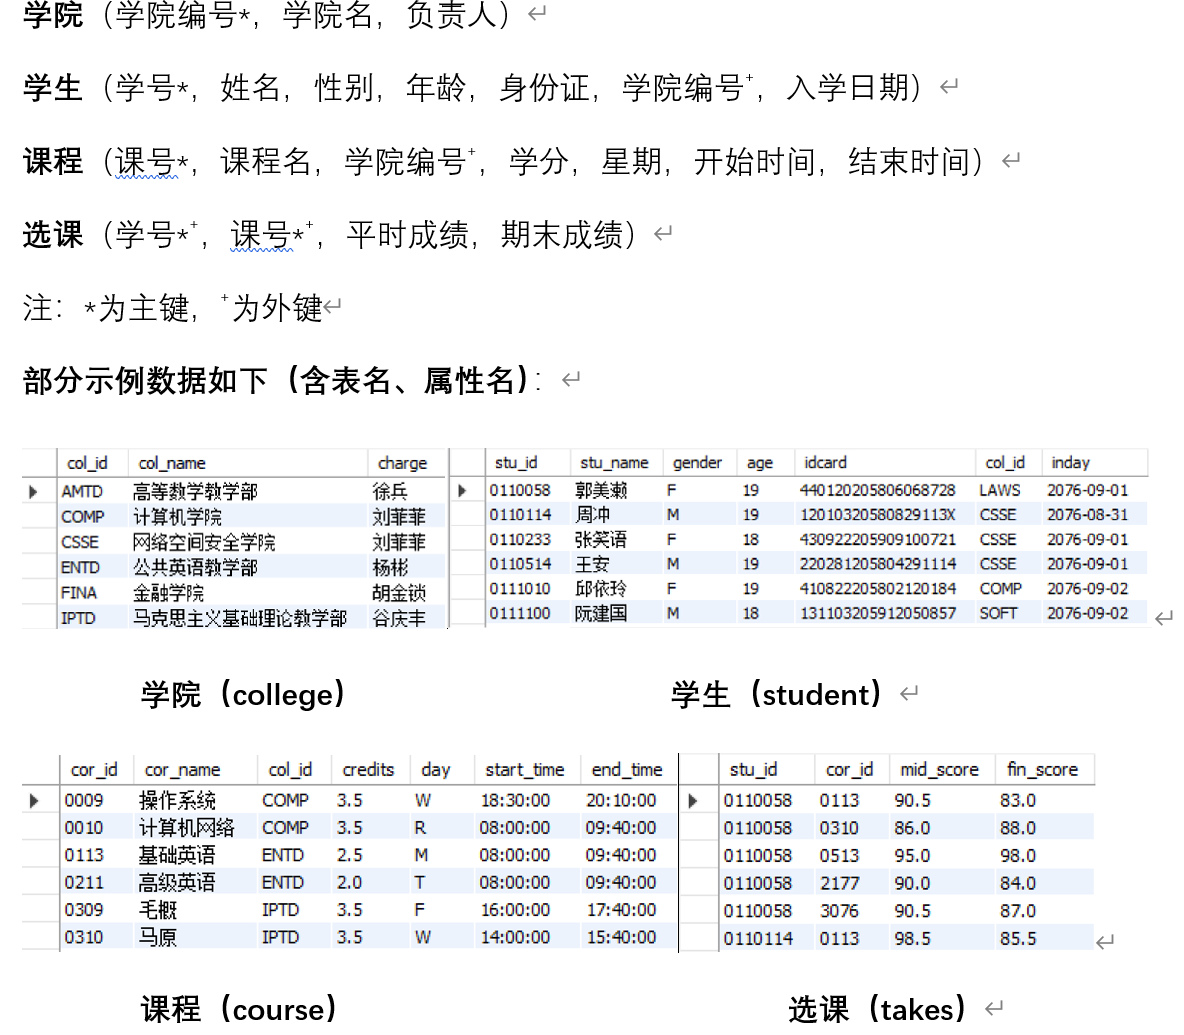 学院（学院编号*，学院名，负责人）
学生（学号*，姓名，性别，年龄，身份证，学院编号⁺，入学日期）
课程（课号*，课程名，学院编号⁺，学分，星期，开始时间，结束时间）
选课（学号*⁺，课号*⁺，平时成绩，期末成绩）
注：*为主键，⁺为外键
部分示例数据如下（含表名、属性名）：
col_id col_name charge
AMTD 高等数学教学部 徐兵
COMP 计算机学院 刘菲菲
CSSE 网络空间安全学院 刘菲菲
ENTD 公共英语教学部 杨彬
FINA 金融学院 胡金锁
IPTD 马克思主义基础理论教学部 谷庆丰
stu_id stu_name gender age idcard col_id inday
0110058 郭美濑 F 19 440120205806068728 LAWS 2076-09-01
0110114 周冲 M 19 12010320580829113X CSSE 2076-08-31
0110233 张笑语 F 18 430922205909100721 CSSE 2076-09-01
0110514 王安 M 19 220281205804291114 CSSE 2076-09-01
0111010 邱依玲 F 19 410822205802120184 COMP 2076-09-02
0111100 阮建国 M 18 131103205912050857 SOFT 2076-09-02
学院（college） 学生（student）
cor_id cor_name col_id credits day start_time end_time
0009 操作系统 COMP 3.5 W 18:30:00 20:10:00
0010 计算机网络 COMP 3.5 R 08:00:00 09:40:00
0113 基础英语 ENTD 2.5 M 08:00:00 09:40:00
0211 高级英语 ENTD 2.0 T 08:00:00 09:40:00
0309 毛概 IPTD 3.5 F 16:00:00 17:40:00
0310 马原 IPTD 3.5 W 14:00:00 15:40:00
stu_id cor_id mid_score fin_score
0110058 0113 90.5 83.0
0110058 0310 86.0 88.0
0110058 0513 95.0 98.0
0110058 2177 90.0 84.0
0110058 3076 90.5 87.0
0110114 0113 98.5 85.5
课程（course） 选课（takes）